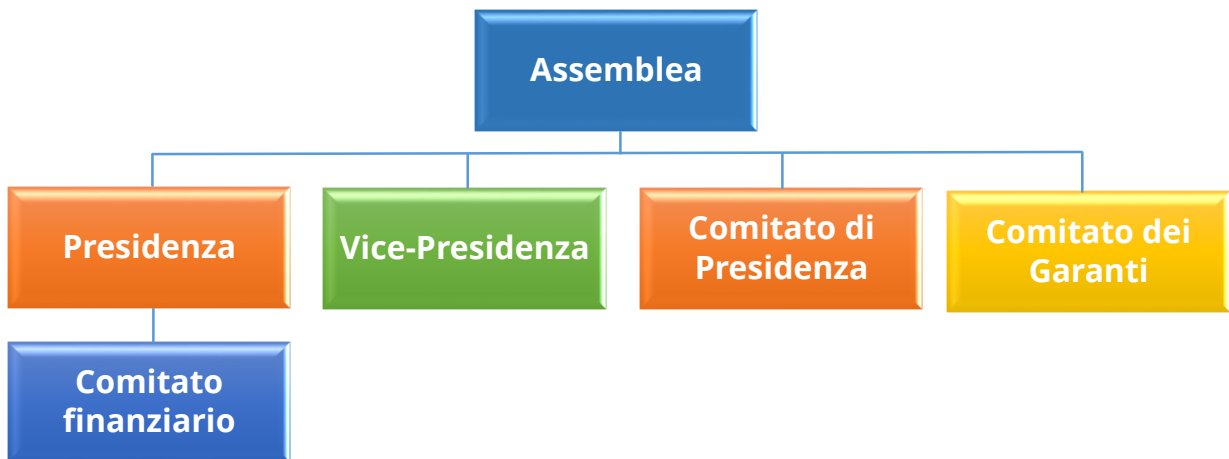 Assemblea
Presidenza
Vice-Presidenza
Comitato di
Presidenza
Comitato dei
Garanti
Comitato
finanziario